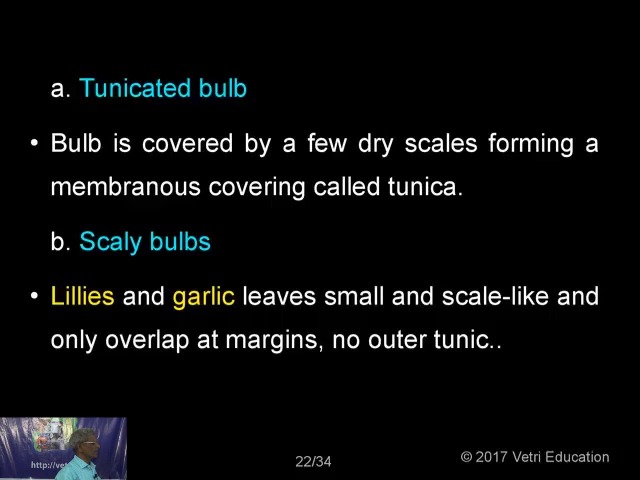 a. Tunicated bulb
• Bulb is covered by a few dry scales forming a
membranous covering called tunica.
b. Scaly bulbs
• Lillies and garlic leaves small and scale-like and
only overlap at margins, no outer tunic..
http://vet
22/34
© 2017 Vetri Education